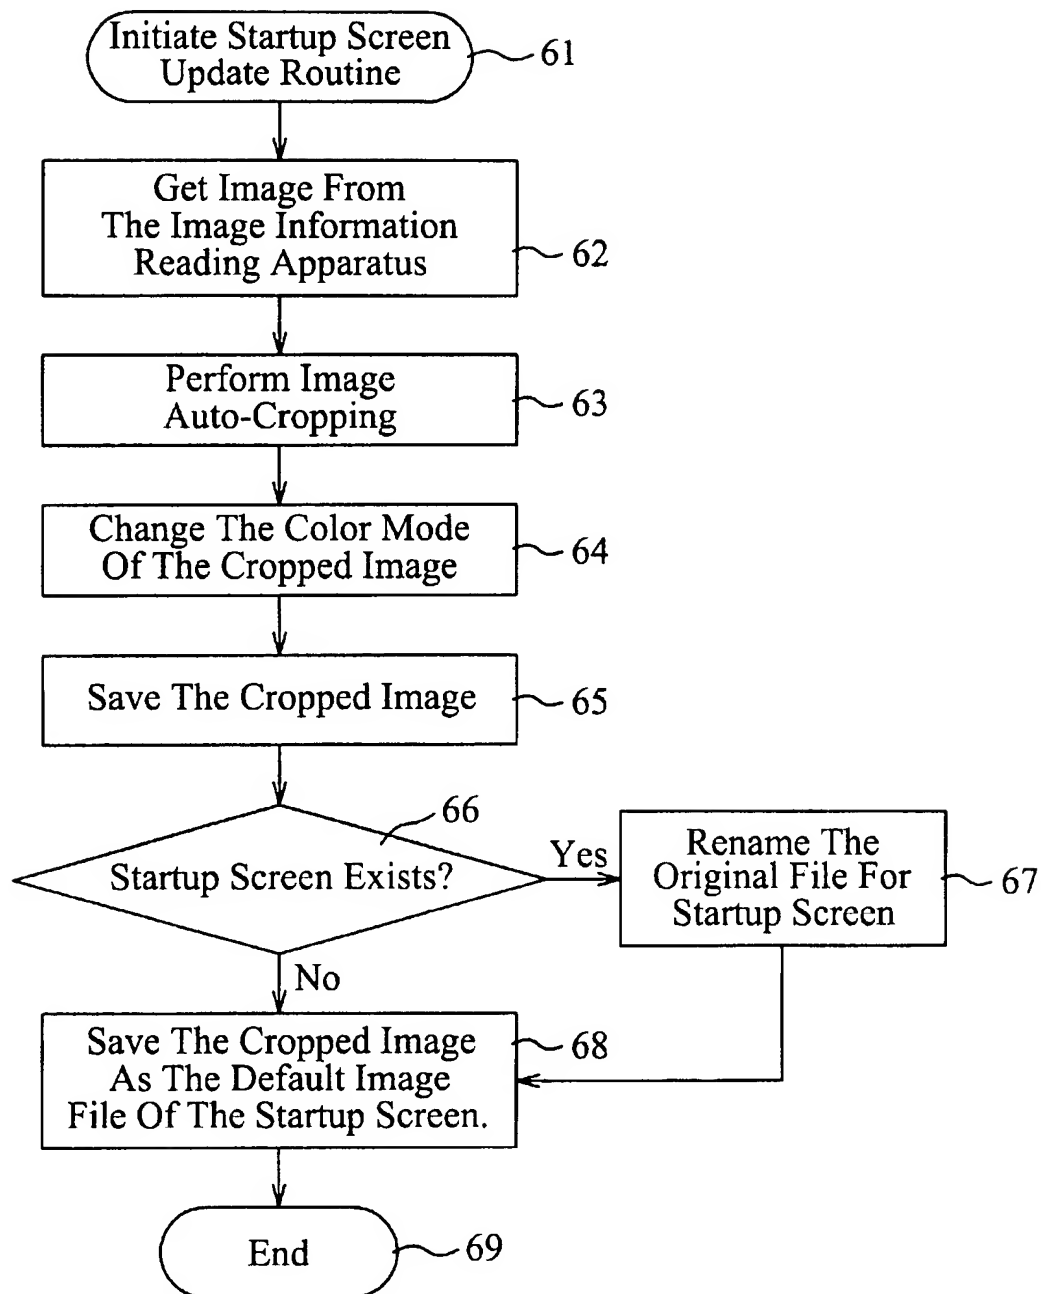 Initiate Startup Screen
Update Routine
61
Get Image From
The Image Information
Reading Apparatus
62
Perform Image
Auto-Cropping
63
Change The Color Mode
Of The Cropped Image
64
Save The Cropped Image
65
66
Startup Screen Exists?
Yes
Rename The
Original File For
Startup Screen
67
No
Save The Cropped Image
As The Default Image
File Of The Startup Screen.
68
End
69